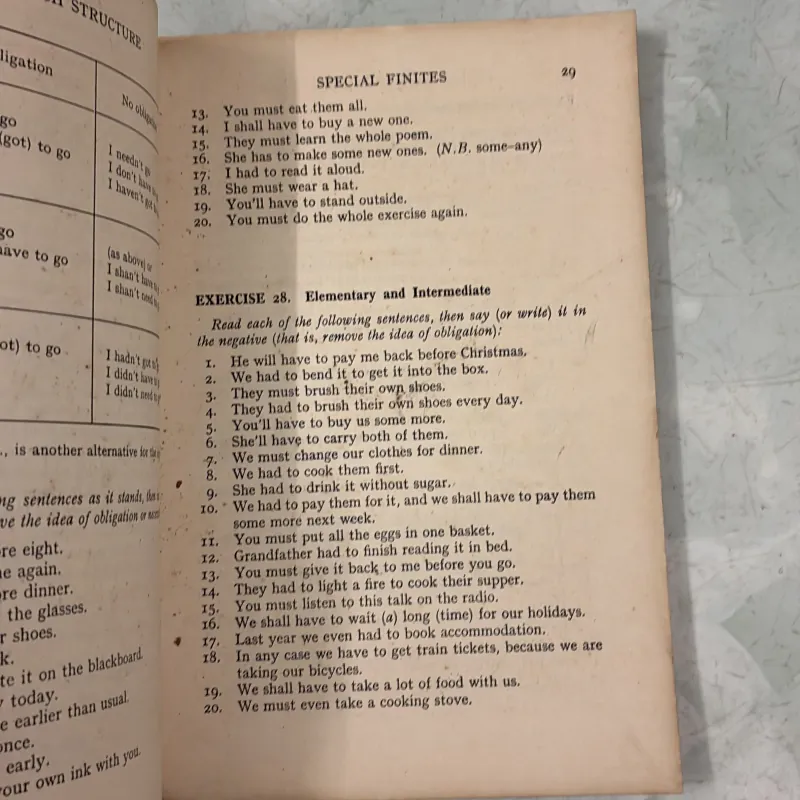 STRUCTURE
No
go
(got) to go
I needn't go
I don't have
I haven't got
go
have to go
(as above) or
I shan't have
I shan't need
to go
I hadn't got
I didn't have
I didn't need
is another alternative for the
sentences as it stands,
the idea of obligation or
eight.
again.
dinner.
the glasses.
shoes.
it on the blackboard.
today.
earlier than usual.
early.
your own ink with you.
SPECIAL FINITES 29
13. You must eat them all.
14. I shall have to buy a new one.
15. They must learn the whole poem.
16. She has to make some new ones. (N.B. some–any)
17. I had to read it aloud.
18. She must wear a hat.
19. You'll have to stand outside.
20. You must do the whole exercise again.
EXERCISE 28. Elementary and Intermediate
Read each of the following sentences, then say (or write) it in
the negative (that is, remove the idea of obligation):
1. He will have to pay me back before Christmas.
2. We had to bend it to get it into the box.
3. They must brush their own shoes.
4. They had to brush their own shoes every day.
5. You'll have to buy us some more.
6. She'll have to carry both of them.
7. We must change our clothes for dinner.
8. We had to cook them first.
9. She had to drink it without sugar.
10. We had to pay them for it, and we shall have to pay them
some more next week.
11. You must put all the eggs in one basket.
12. Grandfather had to finish reading it in bed.
13. You must give it back to me before you go.
14. They had to light a fire to cook their supper.
15. You must listen to this talk on the radio.
16. We shall have to wait (a) long (time) for our holidays.
17. Last year we even had to book accommodation.
18. In any case we have to get train tickets, because we are
taking our bicycles.
19. We shall have to take a lot of food with us.
20. We must even take a cooking stove.